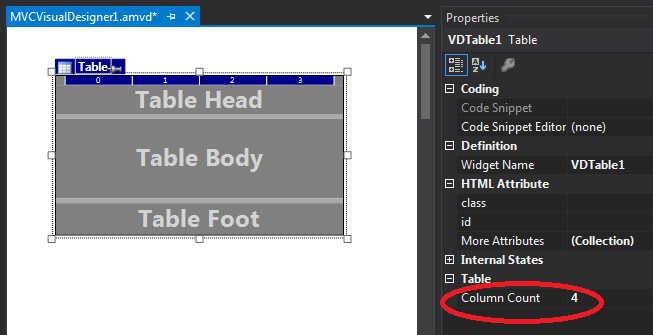 MVCVisualDesigner1.amvd*
Table
0 1 2 3
Table Head
Table Body
Table Foot
Properties
VDTable1 Table
Coding
Code Snippet
Code Snippet Editor (none)
Definition
Widget Name VDTable1
HTML Attribute
class
id
More Attributes (Collection)
Internal States
Table
Column Count 4